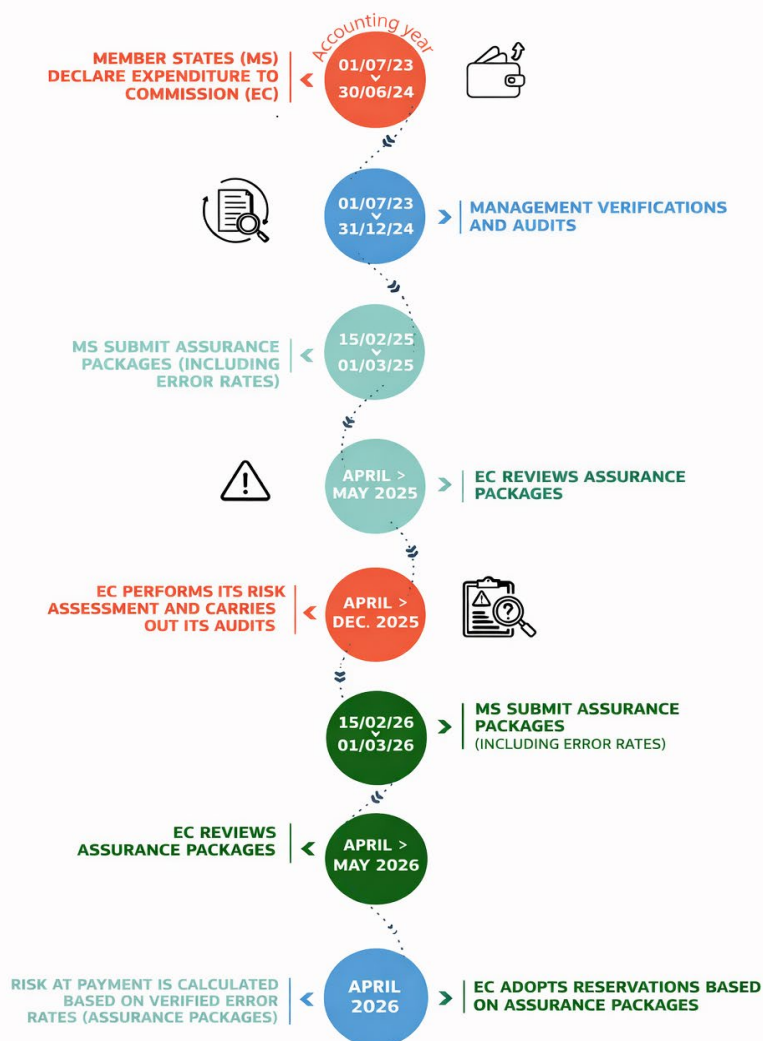 Accounting year
MEMBER STATES (MS)
DECLARE EXPENDITURE TO
COMMISSION (EC)
01/07/23
30/06/24
01/07/23
31/12/24
MANAGEMENT VERIFICATIONS
AND AUDITS
MS SUBMIT ASSURANCE
PACKAGES (INCLUDING
ERROR RATES)
15/02/25
01/03/25
APRIL >
MAY 2025
EC REVIEWS ASSURANCE
PACKAGES
EC PERFORMS ITS RISK
ASSESSMENT AND CARRIES
OUT ITS AUDITS
APRIL >
DEC. 2025
15/02/26
01/03/26
MS SUBMIT ASSURANCE
PACKAGES
(INCLUDING ERROR RATES)
EC REVIEWS
ASSURANCE PACKAGES
APRIL >
MAY 2026
RISK AT PAYMENT IS CALCULATED
BASED ON VERIFIED ERROR
RATES (ASSURANCE PACKAGES)
APRIL
2026
EC ADOPTS RESERVATIONS BASED
ON ASSURANCE PACKAGES